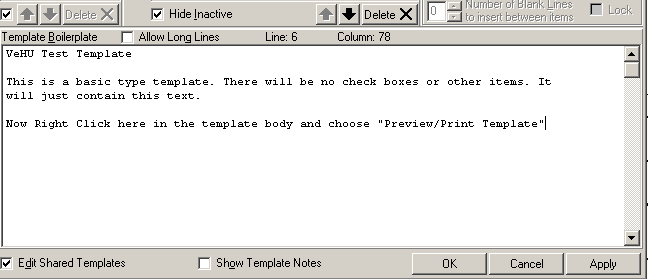 Delete
Hide Inactive
Delete
0
Number of Blank Lines
to insert between items
Lock
Template Boilerplate
Allow Long Lines
Line: 6
Column: 78
VeHU Test Template
This is a basic type template. There will be no check boxes or other items. It
will just contain this text.
Now Right Click here in the template body and choose "Preview/Print Template"
Edit Shared Templates
Show Template Notes
OK
Cancel
Apply